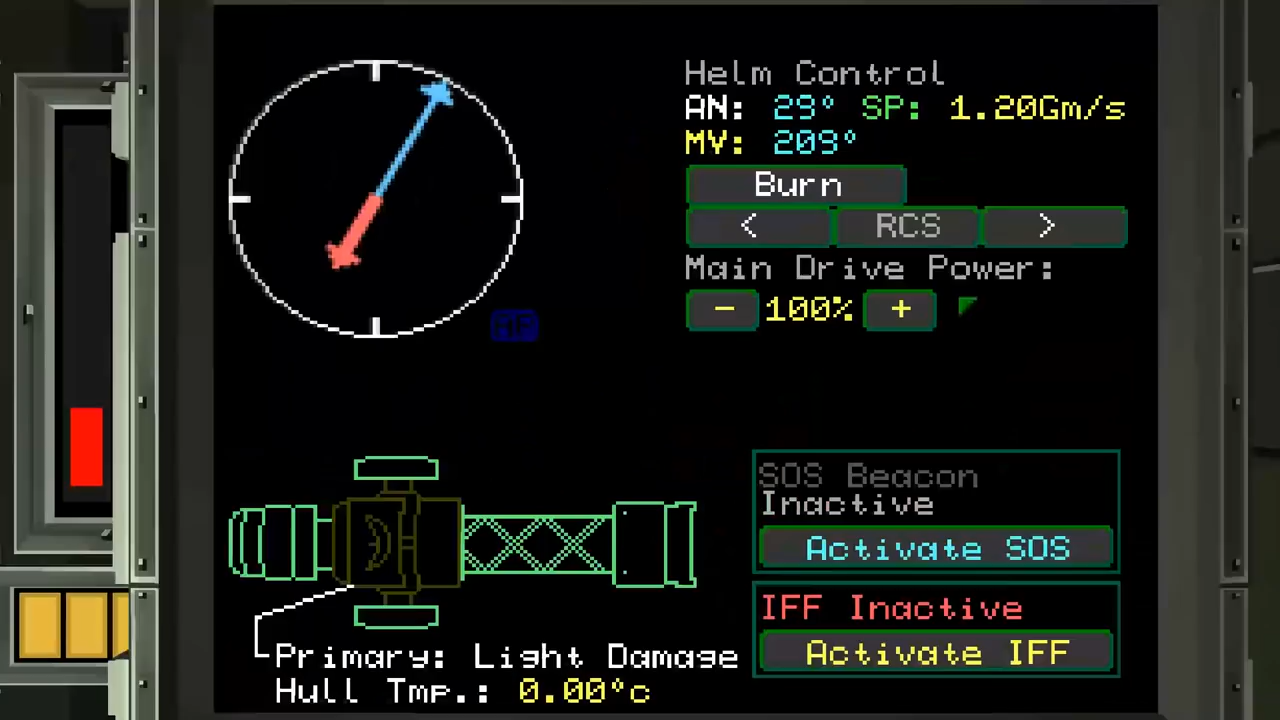 Helm Control
AN: 29° SP: 1.20Gm/s
MV: 209°
Burn
< RCS >
Main Drive Power:
- 100% +
SOS Beacon
Inactive
Activate SOS
IFF Inactive
Activate IFF
Primary: Light Damage
Hull Tmp.: 0.00°c